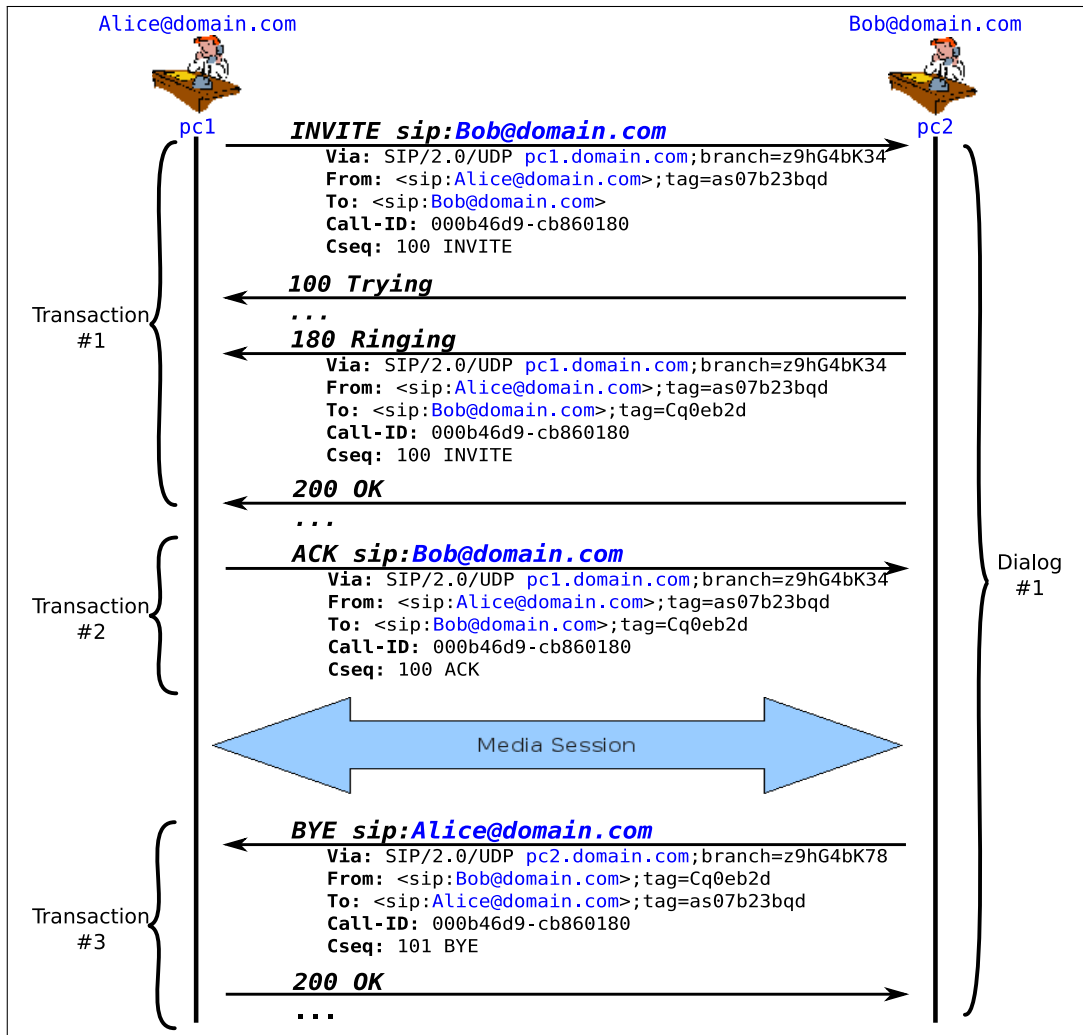 Alice@domain.com
Bob@domain.com
pc1
pc2
INVITE sip:Bob@domain.com
Via: SIP/2.0/UDP pc1.domain.com;branch=z9hG4bK34
From: <sip:Alice@domain.com>;tag=as07b23bqd
To: <sip:Bob@domain.com>
Call-ID: 000b46d9-cb860180
Cseq: 100 INVITE
100 Trying
...
180 Ringing
Via: SIP/2.0/UDP pc1.domain.com;branch=z9hG4bK34
From: <sip:Alice@domain.com>;tag=as07b23bqd
To: <sip:Bob@domain.com>;tag=Cq0eb2d
Call-ID: 000b46d9-cb860180
Cseq: 100 INVITE
200 OK
...
Transaction
#1
ACK sip:Bob@domain.com
Via: SIP/2.0/UDP pc1.domain.com;branch=z9hG4bK34
From: <sip:Alice@domain.com>;tag=as07b23bqd
To: <sip:Bob@domain.com>;tag=Cq0eb2d
Call-ID: 000b46d9-cb860180
Cseq: 100 ACK
Transaction
#2
Dialog
#1
Media Session
BYE sip:Alice@domain.com
Via: SIP/2.0/UDP pc2.domain.com;branch=z9hG4bK78
From: <sip:Bob@domain.com>;tag=Cq0eb2d
To: <sip:Alice@domain.com>;tag=as07b23bqd
Call-ID: 000b46d9-cb860180
Cseq: 101 BYE
Transaction
#3
200 OK
...